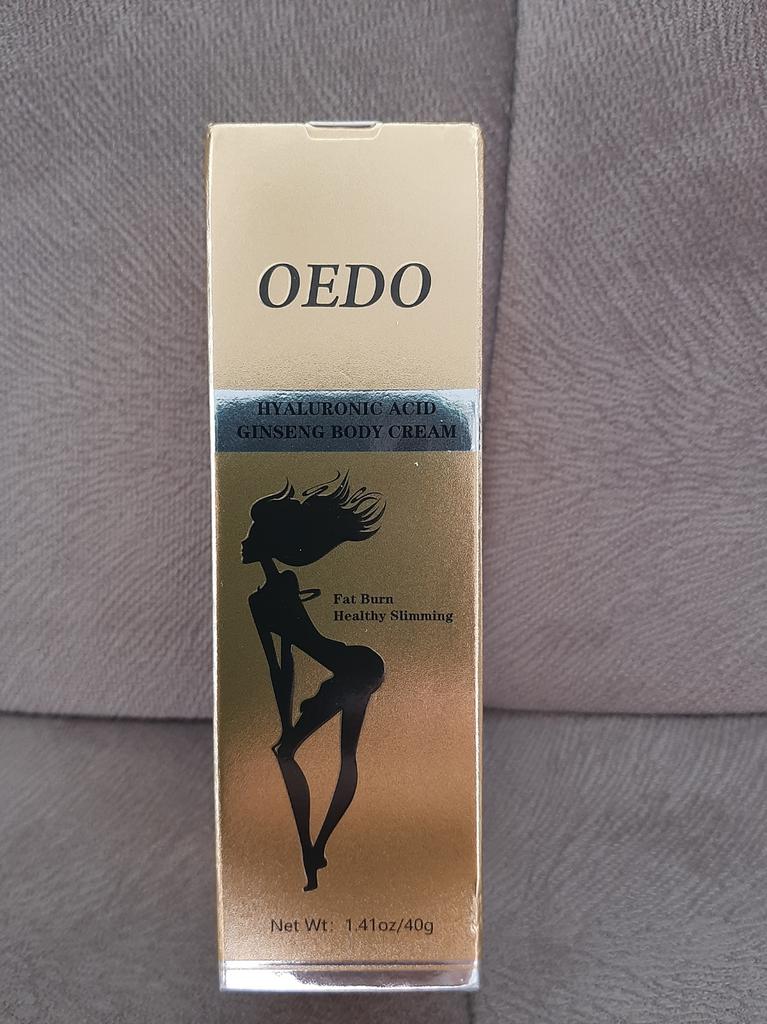 OEDO
HYALURONIC ACID
GINSENG BODY CREAM
Fat Burn
Healthy Slimming
Net Wt: 1.41oz/40g